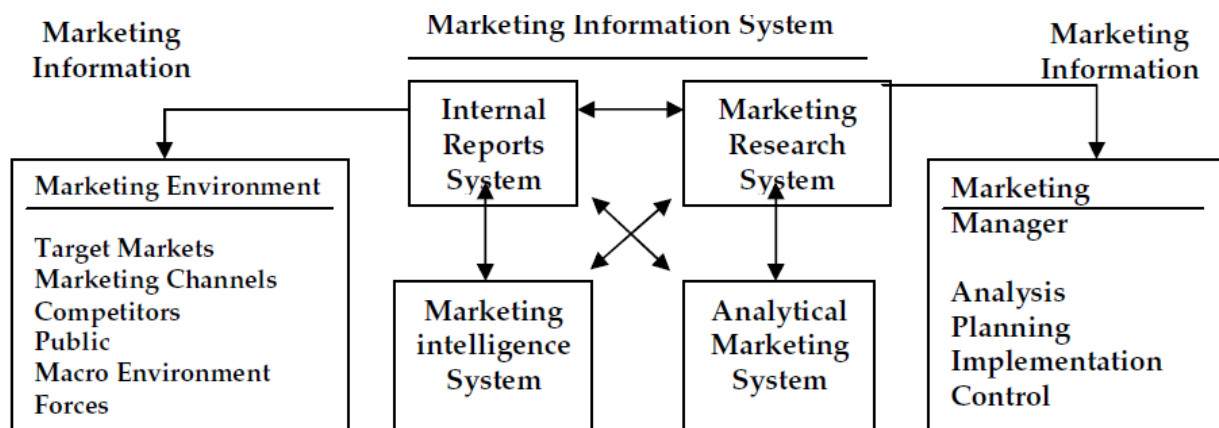 Marketing
Information
Marketing Information System
Marketing
Information
Internal
Reports
System
Marketing
Research
System
Marketing Environment
Target Markets
Marketing Channels
Competitors
Public
Macro Environment
Forces
Marketing
intelligence
System
Analytical
Marketing
System
Marketing
Manager
Analysis
Planning
Implementation
Control